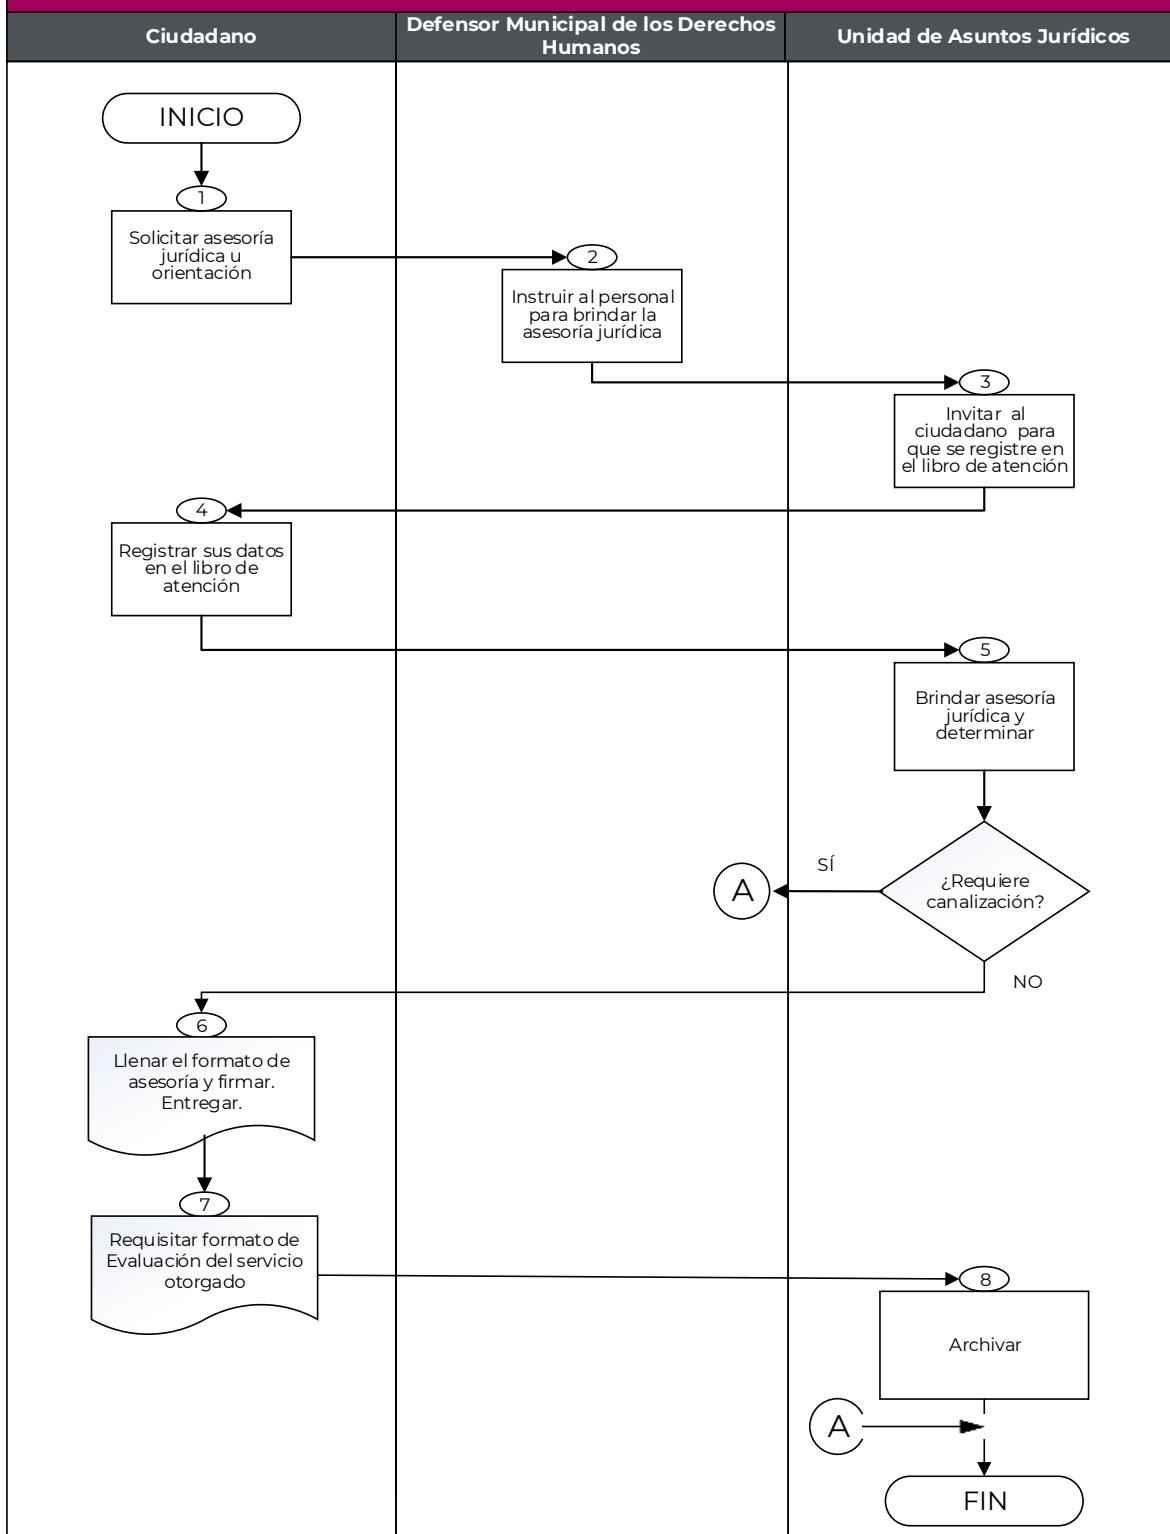 Ciudadano
Defensor Municipal de los Derechos
Humanos
Unidad de Asuntos Jurídicos
INICIO
1
Solicitar asesoría
jurídica u
orientación
2
Instruir al personal
para brindar la
asesoría jurídica
3
Invitar al
ciudadano para
que se registre en
el libro de atención
4
Registrar sus datos
en el libro de
atención
5
Brindar asesoría
jurídica y
determinar
¿Requiere
canalización?
SÍ
A
NO
6
Llenar el formato de
asesoría y firmar.
Entregar.
7
Requisitar formato de
Evaluación del servicio
otorgado
8
Archivar
A
FIN